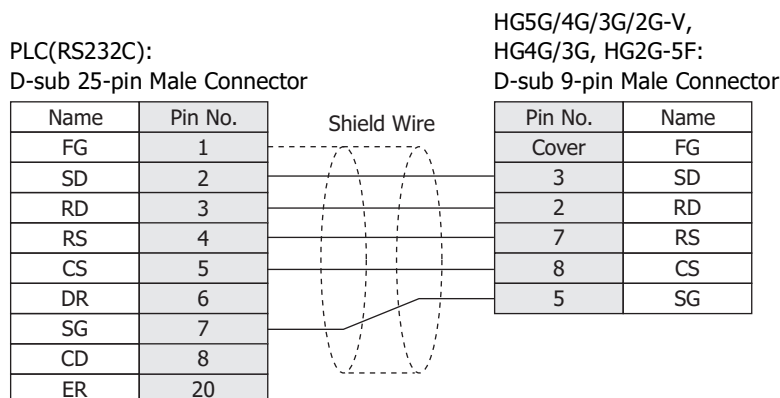 HG5G/4G/3G/2G-V,
PLC(RS232C): HG4G/3G, HG2G-5F:
D-sub 25-pin Male Connector D-sub 9-pin Male Connector
Name Pin No. Shield Wire Pin No. Name
FG 1 Cover FG
SD 2 3 SD
RD 3 2 RD
RS 4 7 RS
CS 5 8 CS
DR 6 5 SG
SG 7
CD 8
ER 20